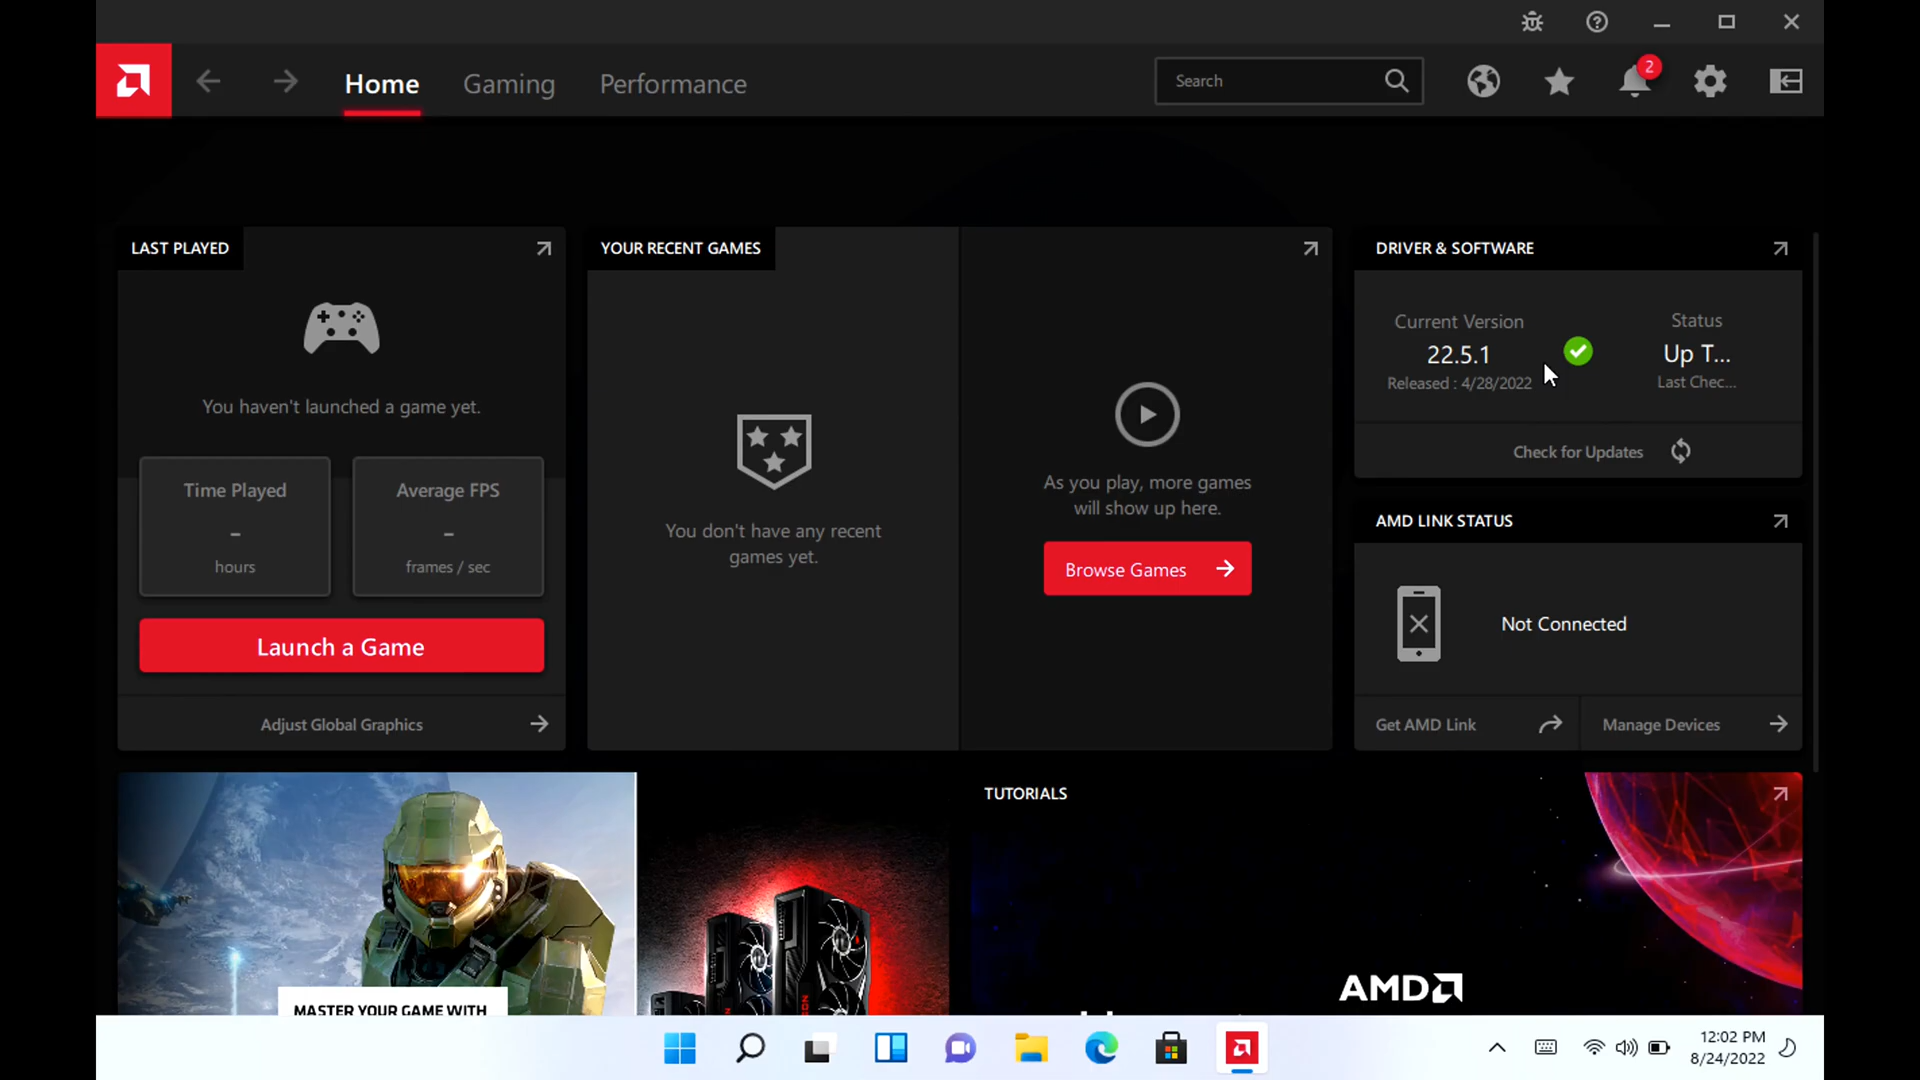 Home
Gaming
Performance
Search
2
LAST PLAYED
You haven't launched a game yet.
Time Played
-
hours
Average FPS
-
frames / sec
Launch a Game
Adjust Global Graphics
YOUR RECENT GAMES
You don't have any recent
games yet.
As you play, more games
will show up here.
Browse Games
DRIVER & SOFTWARE
Current Version
22.5.1
Released : 4/28/2022
Status
Up T...
Last Chec...
Check for Updates
AMD LINK STATUS
Not Connected
Get AMD Link
Manage Devices
MASTER YOUR GAME WITH
TUTORIALS
AMD
12:02 PM
8/24/2022